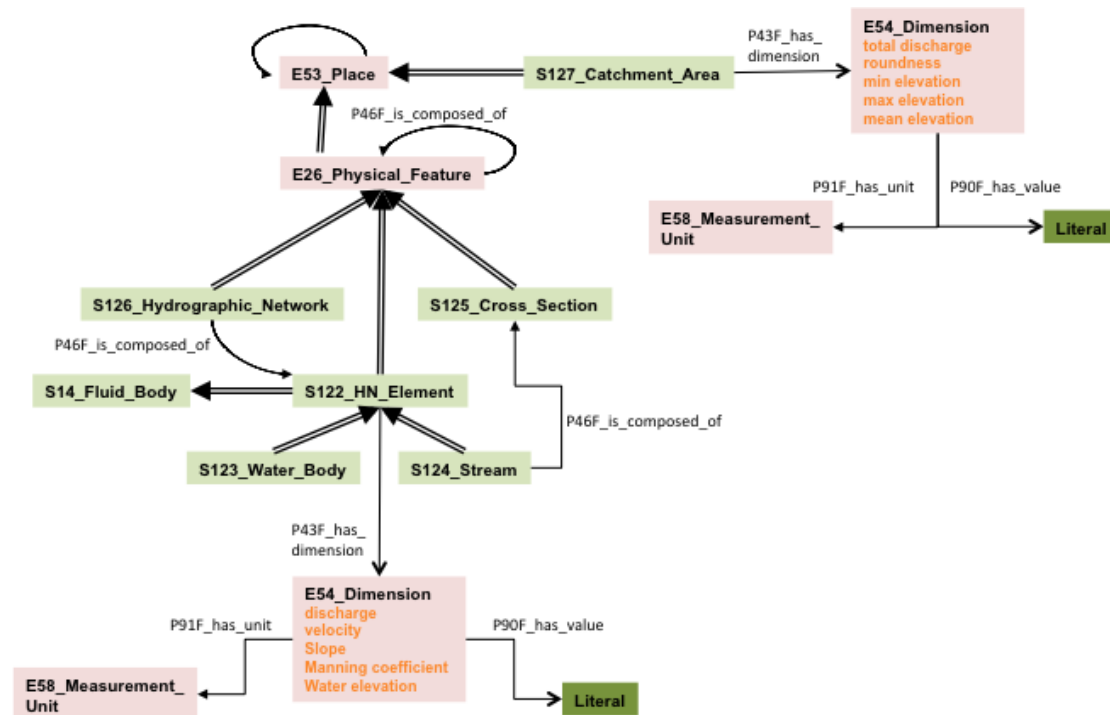 P43F_has_
dimension
E54_Dimension
total discharge
roundness
min elevation
max elevation
mean elevation
E53_Place
S127_Catchment_Area
P46F_is_composed_of
E26_Physical_Feature
P91F_has_unit
P90F_has_value
E58_Measurement_
Unit
Literal
S126_Hydrographic_Network
S125_Cross_Section
P46F_is_composed_of
S14_Fluid_Body
S122_HN_Element
P46F_is_composed_of
S123_Water_Body
S124_Stream
P43F_has_
dimension
E54_Dimension
discharge
velocity
Slope
Manning coefficient
Water elevation
P91F_has_unit
P90F_has_value
E58_Measurement_
Unit
Literal